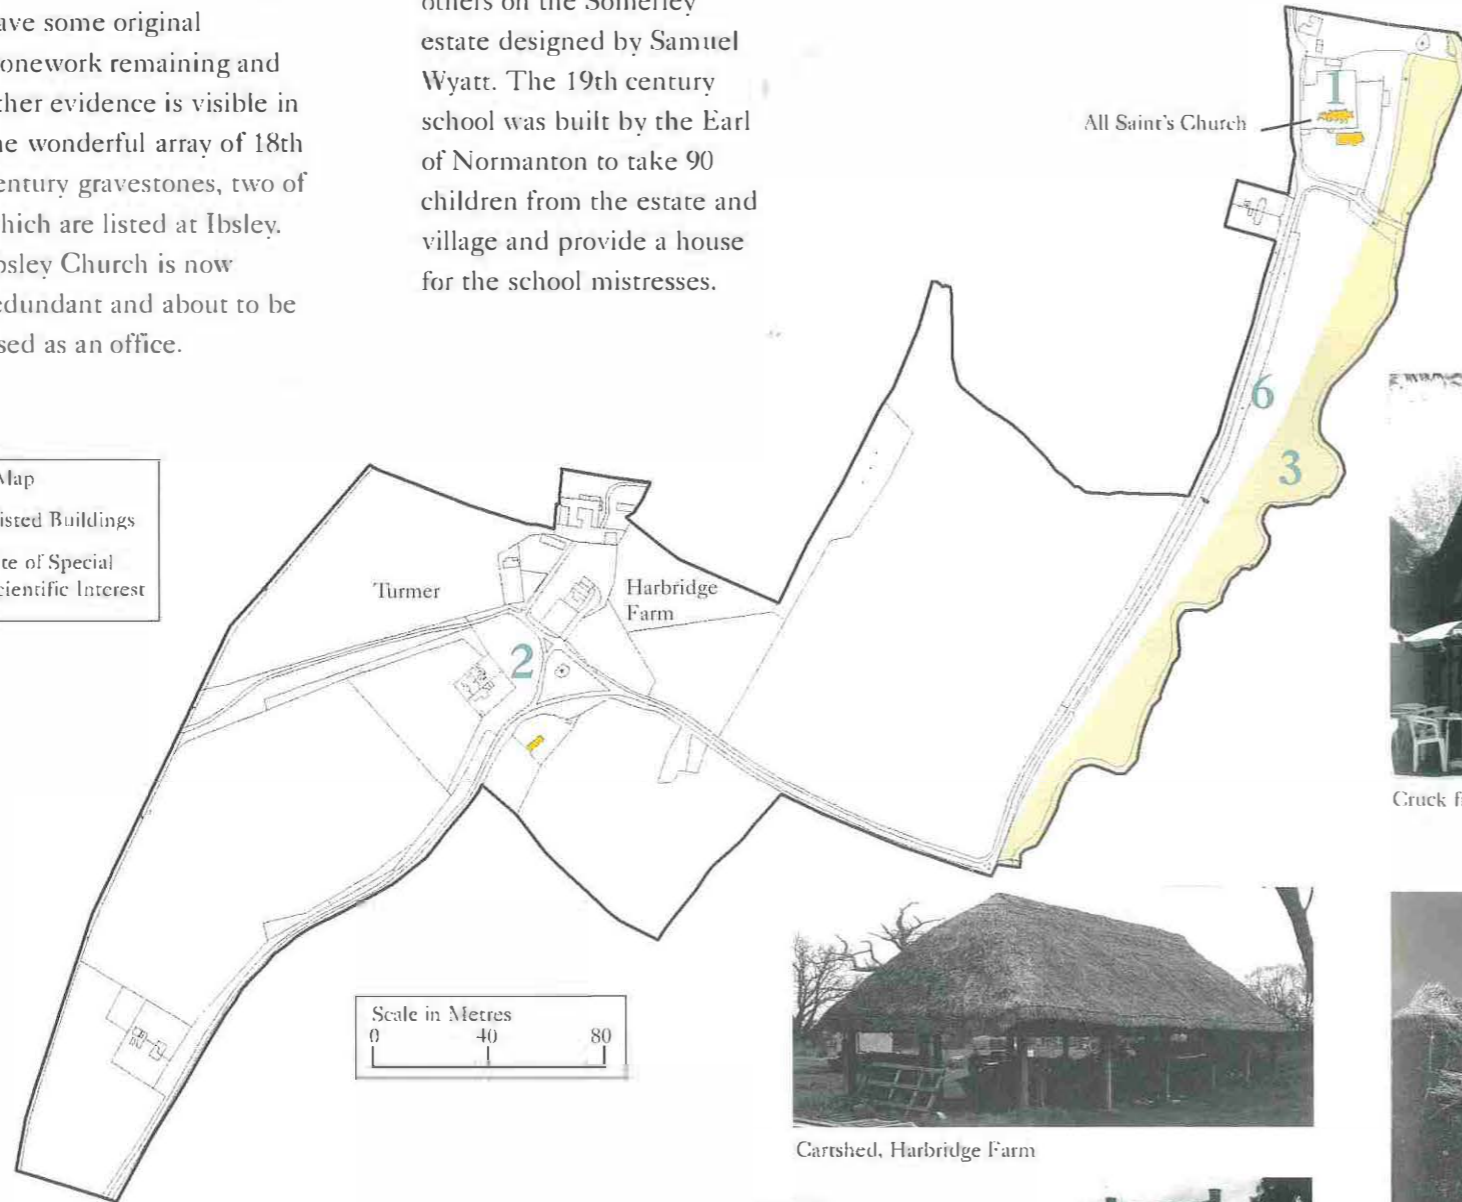 ave some original
onework remaining and
ther evidence is visible in
ne wonderful array of 18th
entury gravestones, two of
hich are listed at Ibsley.
bsley Church is now
edundant and about to be
sed as an office.
others on the Somerley
estate designed by Samuel
Wyatt. The 19th century
school was built by the Earl
of Normanton to take 90
children from the estate and
village and provide a house
for the school mistresses.
All Saint's Church
1
6
3
Map
isted Buildings
te of Special
cientific Interest
Turmer
Harbridge
Farm
2
Scale in Metres
0 40 80
Cruck f
Cartshed, Harbridge Farm